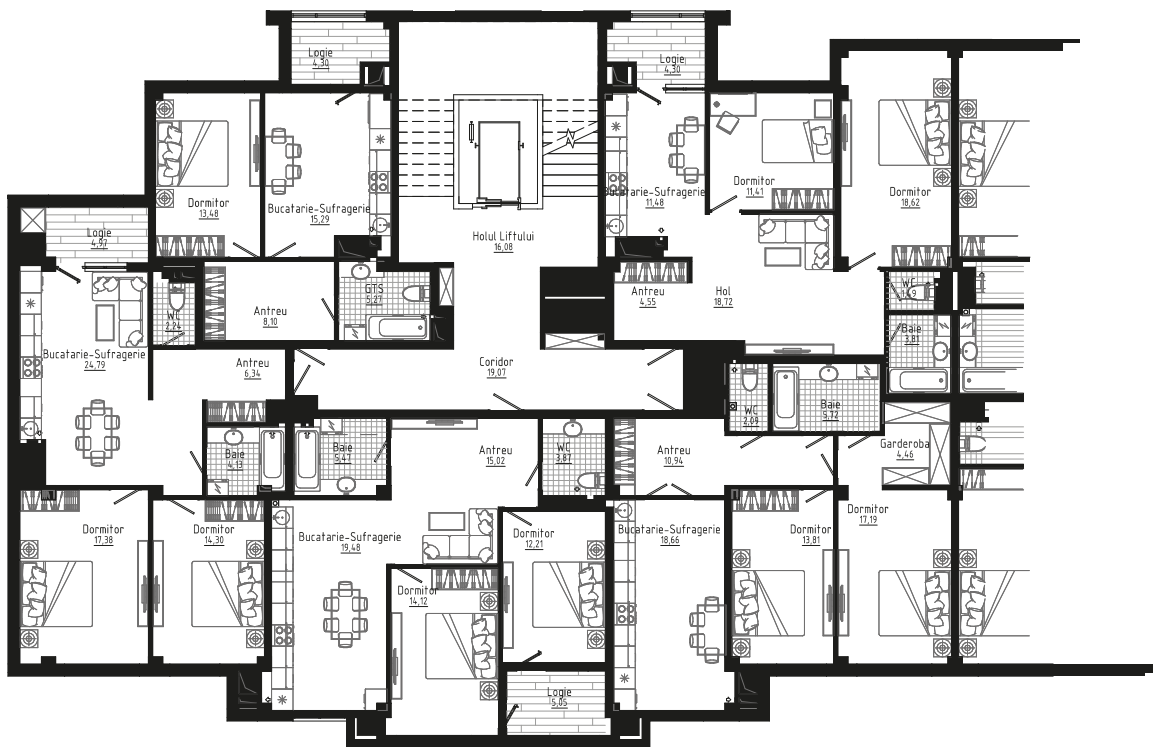 Logie
4,30
Logie
4,30
Dormitor
13,48
Bucatarie-Sufragerie
15,29
Holul Liftului
16,08
Bucatarie-Sufragerie
11,48
Dormitor
11,41
Dormitor
18,62
Logie
4,97
WC
2,24
Antreu
8,10
GTS
5,27
Antreu
4,55
Hol
18,72
WC
1,49
Baie
3,81
Bucatarie-Sufragerie
24,79
Antreu
6,34
Coridor
19,07
WC
2,09
Baie
5,72
Baie
4,13
Baie
5,47
Antreu
15,02
WC
3,87
Antreu
10,94
Garderoba
4,46
Dormitor
17,38
Dormitor
14,30
Bucatarie-Sufragerie
19,48
Dormitor
12,21
Bucatarie-Sufragerie
18,66
Dormitor
13,81
Dormitor
17,19
Dormitor
14,12
Logie
5,05